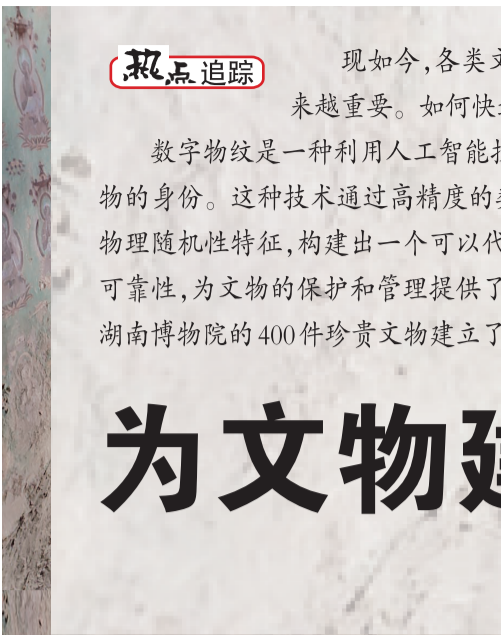 热点追踪
现如今,各类文
来越重要。如何快
数字物纹是一种利用人工智能
物的身份。这种技术通过高精度的
物理随机性特征,构建出一个可以代
可靠性,为文物的保护和管理提供了
湖南博物院的400件珍贵文物建立了
为文物